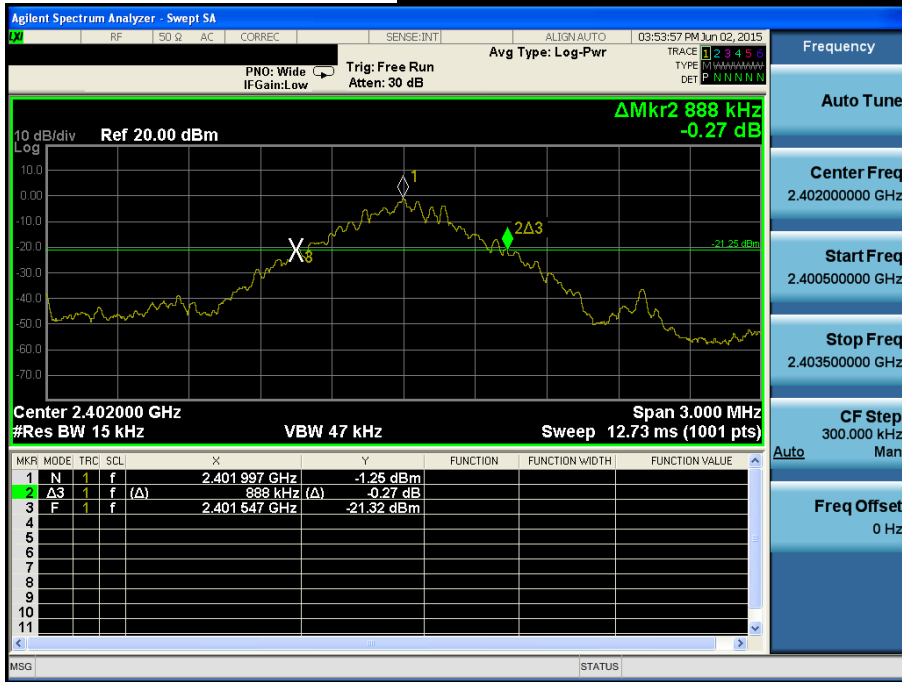 Agilent Spectrum Analyzer - Swept SA
LXI RF 50 Ω AC CORREC SENSE:INT ALIGN AUTO 03:53:57 PM Jun 02, 2015
PNO: Wide
IFGain:Low
Trig: Free Run
Atten: 30 dB
Avg Type: Log-Pwr
TRACE 1 2 3 4 5 6
TYPE M WWWWW
DET P N N N N N
ΔMkr2 888 kHz
-0.27 dB
10 dB/div Ref 20.00 dBm
Log
10.0
0.00
-10.0
-20.0
-30.0
-40.0
-50.0
-60.0
-70.0
1
2Δ3
3
-21.25 dBm
Center 2.402000 GHz Span 3.000 MHz
#Res BW 15 kHz VBW 47 kHz Sweep 12.73 ms (1001 pts)
MKR MODE TRC SCL X Y FUNCTION FUNCTION WIDTH FUNCTION VALUE
1 N 1 f 2.401 997 GHz -1.25 dBm
2 Δ3 1 f (Δ) 888 kHz (Δ) -0.27 dB
3 F 1 f 2.401 547 GHz -21.32 dBm
4
5
6
7
8
9
10
11
MSG STATUS
Frequency
Auto Tune
Center Freq
2.402000000 GHz
Start Freq
2.400500000 GHz
Stop Freq
2.403500000 GHz
CF Step
300.000 kHz
Auto Man
Freq Offset
0 Hz